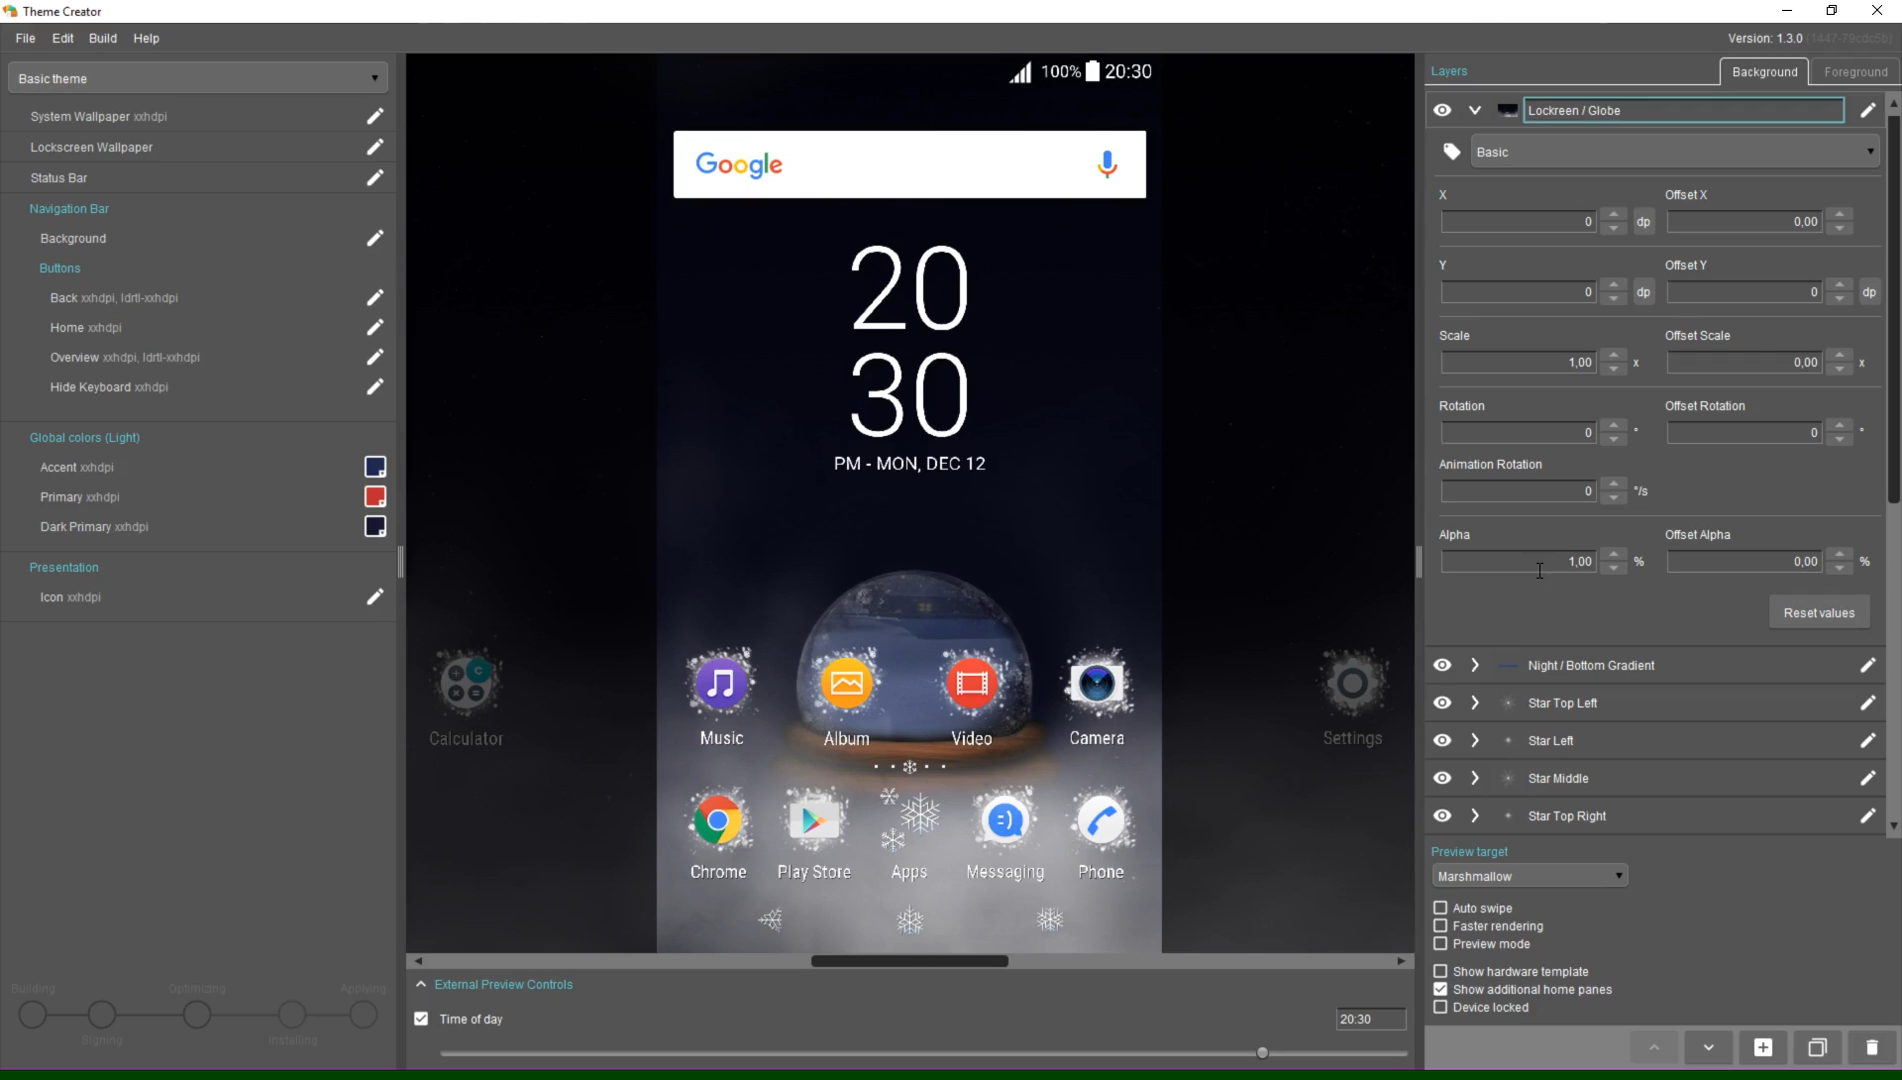 Theme Creator
File Edit Build Help
Version: 1.3.0 (1447-79cdc5b)
Basic theme
System Wallpaper xxhdpi
Lockscreen Wallpaper
Status Bar
Navigation Bar
Background
Buttons
Back xxhdpi, ldrtl-xxhdpi
Home xxhdpi
Overview xxhdpi, ldrtl-xxhdpi
Hide Keyboard xxhdpi
Global colors (Light)
Accent xxhdpi
Primary xxhdpi
Dark Primary xxhdpi
Presentation
Icon xxhdpi
Building Optimizing Applying
Signing Installing
100% 20:30
Google
20
30
PM - MON, DEC 12
Calculator Music Album Video Camera Settings
Chrome Play Store Apps Messaging Phone
External Preview Controls
Time of day 20:30
Layers Background Foreground
Lockreen / Globe
Basic
X Offset X
0 dp 0,00
Y Offset Y
0 dp 0 dp
Scale Offset Scale
1,00 x 0,00 x
Rotation Offset Rotation
0 ° 0 °
Animation Rotation
0 °/s
Alpha Offset Alpha
1,00 % 0,00 %
Reset values
Night / Bottom Gradient
Star Top Left
Star Left
Star Middle
Star Top Right
Preview target
Marshmallow
Auto swipe
Faster rendering
Preview mode
Show hardware template
Show additional home panes
Device locked